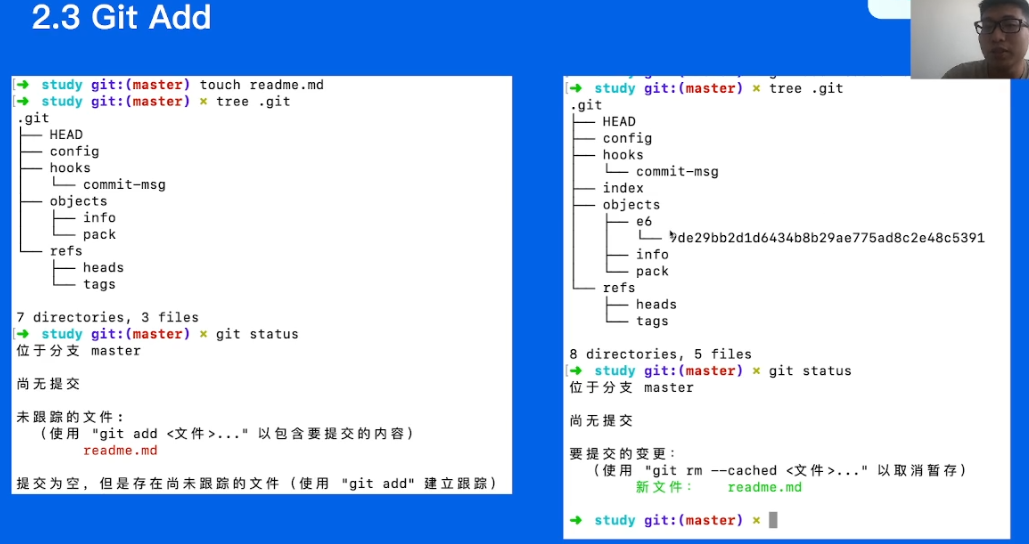 2.3 Git Add
➜ study git:(master) touch readme.md
➜ study git:(master) × tree .git
.git
├── HEAD
├── config
├── hooks
│   └── commit-msg
├── objects
│   ├── info
│   └── pack
└── refs
    ├── heads
    └── tags
7 directories, 3 files
➜ study git:(master) × git status
位于分支 master
尚无提交
未跟踪的文件:
(使用 "git add <文件>..." 以包含要提交的内容)
readme.md
提交为空，但是存在尚未跟踪的文件（使用 "git add" 建立跟踪）
➜ study git:(master) × tree .git
.git
├── HEAD
├── config
├── hooks
│   └── commit-msg
├── index
├── objects
│   ├── e6
│   │   └── 9de29bb2d1d6434b8b29ae775ad8c2e48c5391
│   ├── info
│   └── pack
└── refs
    ├── heads
    └── tags
8 directories, 5 files
➜ study git:(master) × git status
位于分支 master
尚无提交
要提交的变更:
(使用 "git rm --cached <文件>..." 以取消暂存)
新文件: readme.md
➜ study git:(master) ×